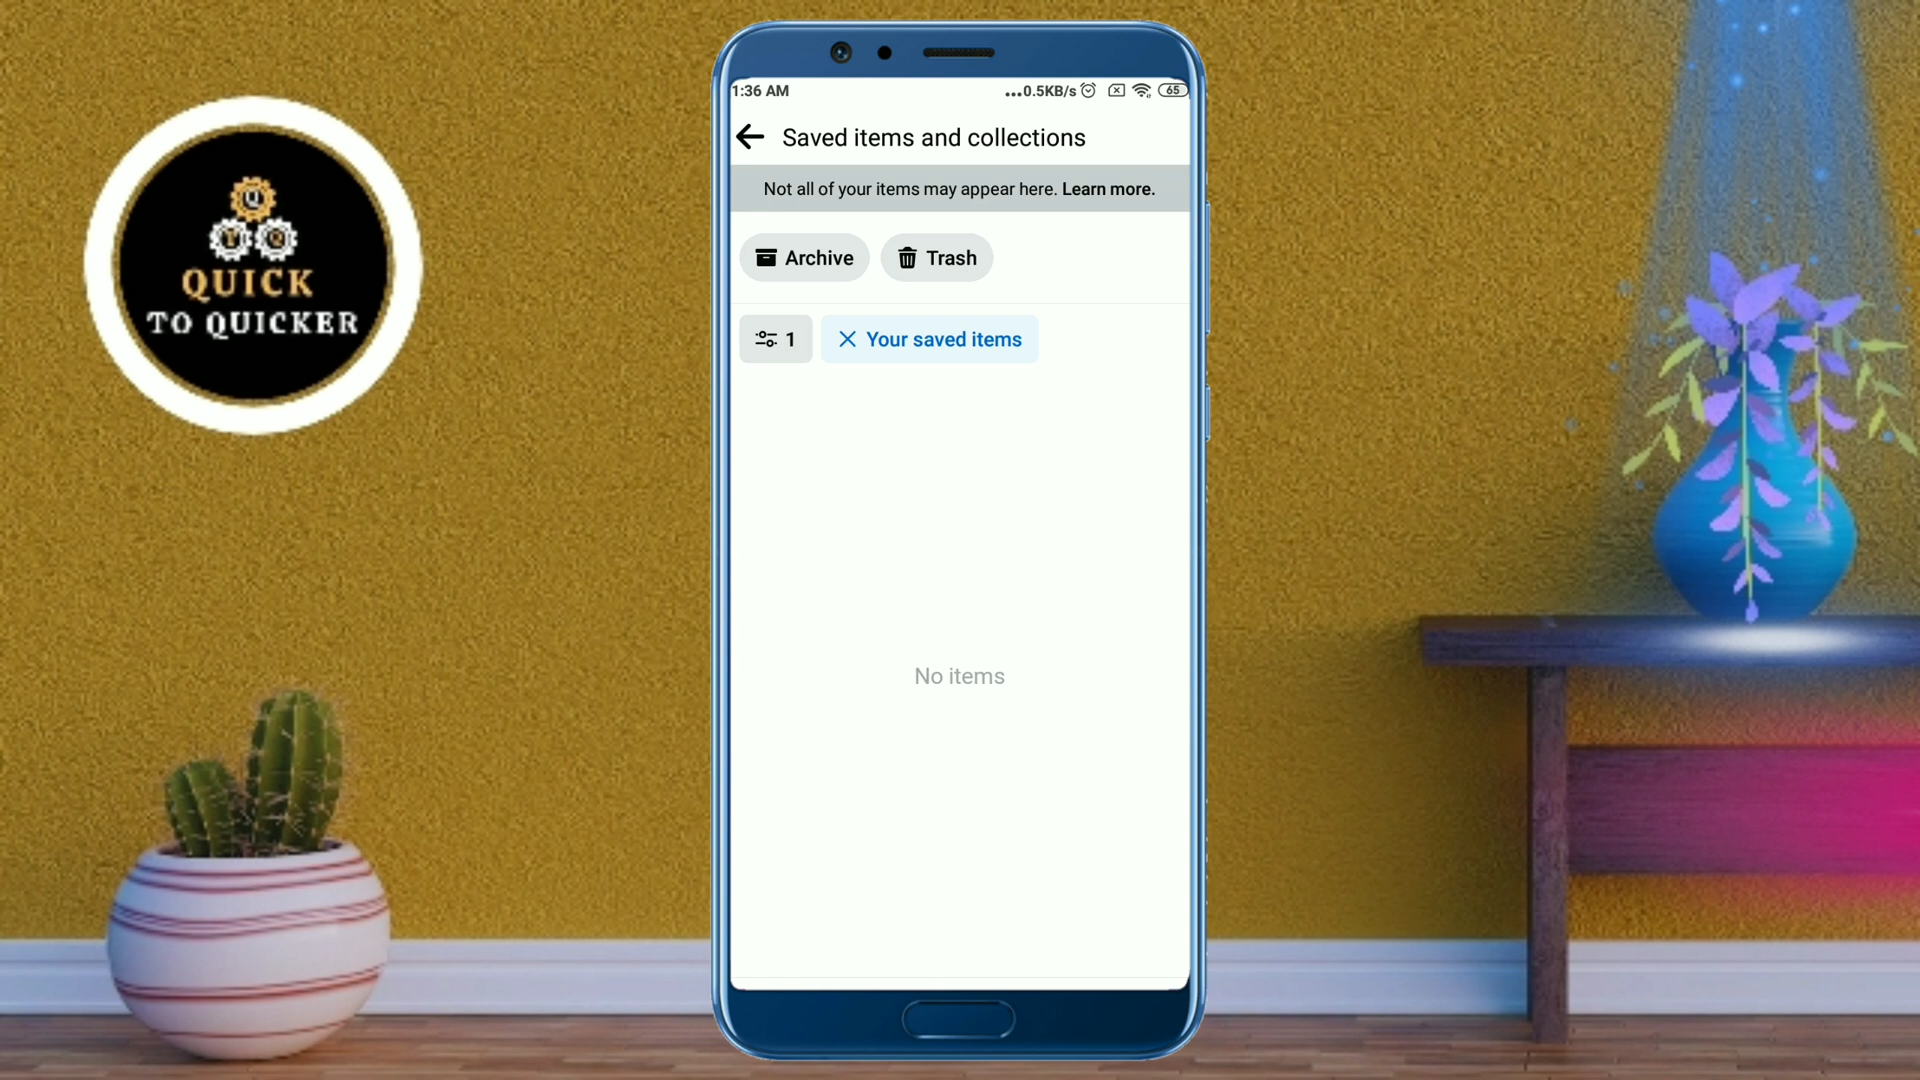 Q
Y Q
QUICK
TO QUICKER
1:36 AM
...0.5KB/s 65
Saved items and collections
Not all of your items may appear here. Learn more.
Archive Trash
1 Your saved items
No items